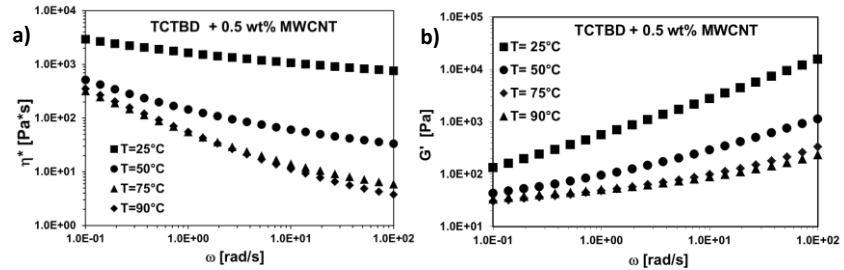 a)
TCTBD + 0.5 wt% MWCNT
1.0E+04
1.0E+03
1.0E+02
1.0E+01
1.0E+00
η* [Pa*s]
T=25°C
T=50°C
T=75°C
T=90°C
1.0E-01 1.0E+00 1.0E+01 1.0E+02
ω [rad/s]
b)
TCTBD + 0.5 wt% MWCNT
1.0E+05
1.0E+04
1.0E+03
1.0E+02
1.0E+01
G' [Pa]
T= 25°C
T= 50°C
T= 75°C
T= 90°C
1.0E-01 1.0E+00 1.0E+01 1.0E+02
ω [rad/s]